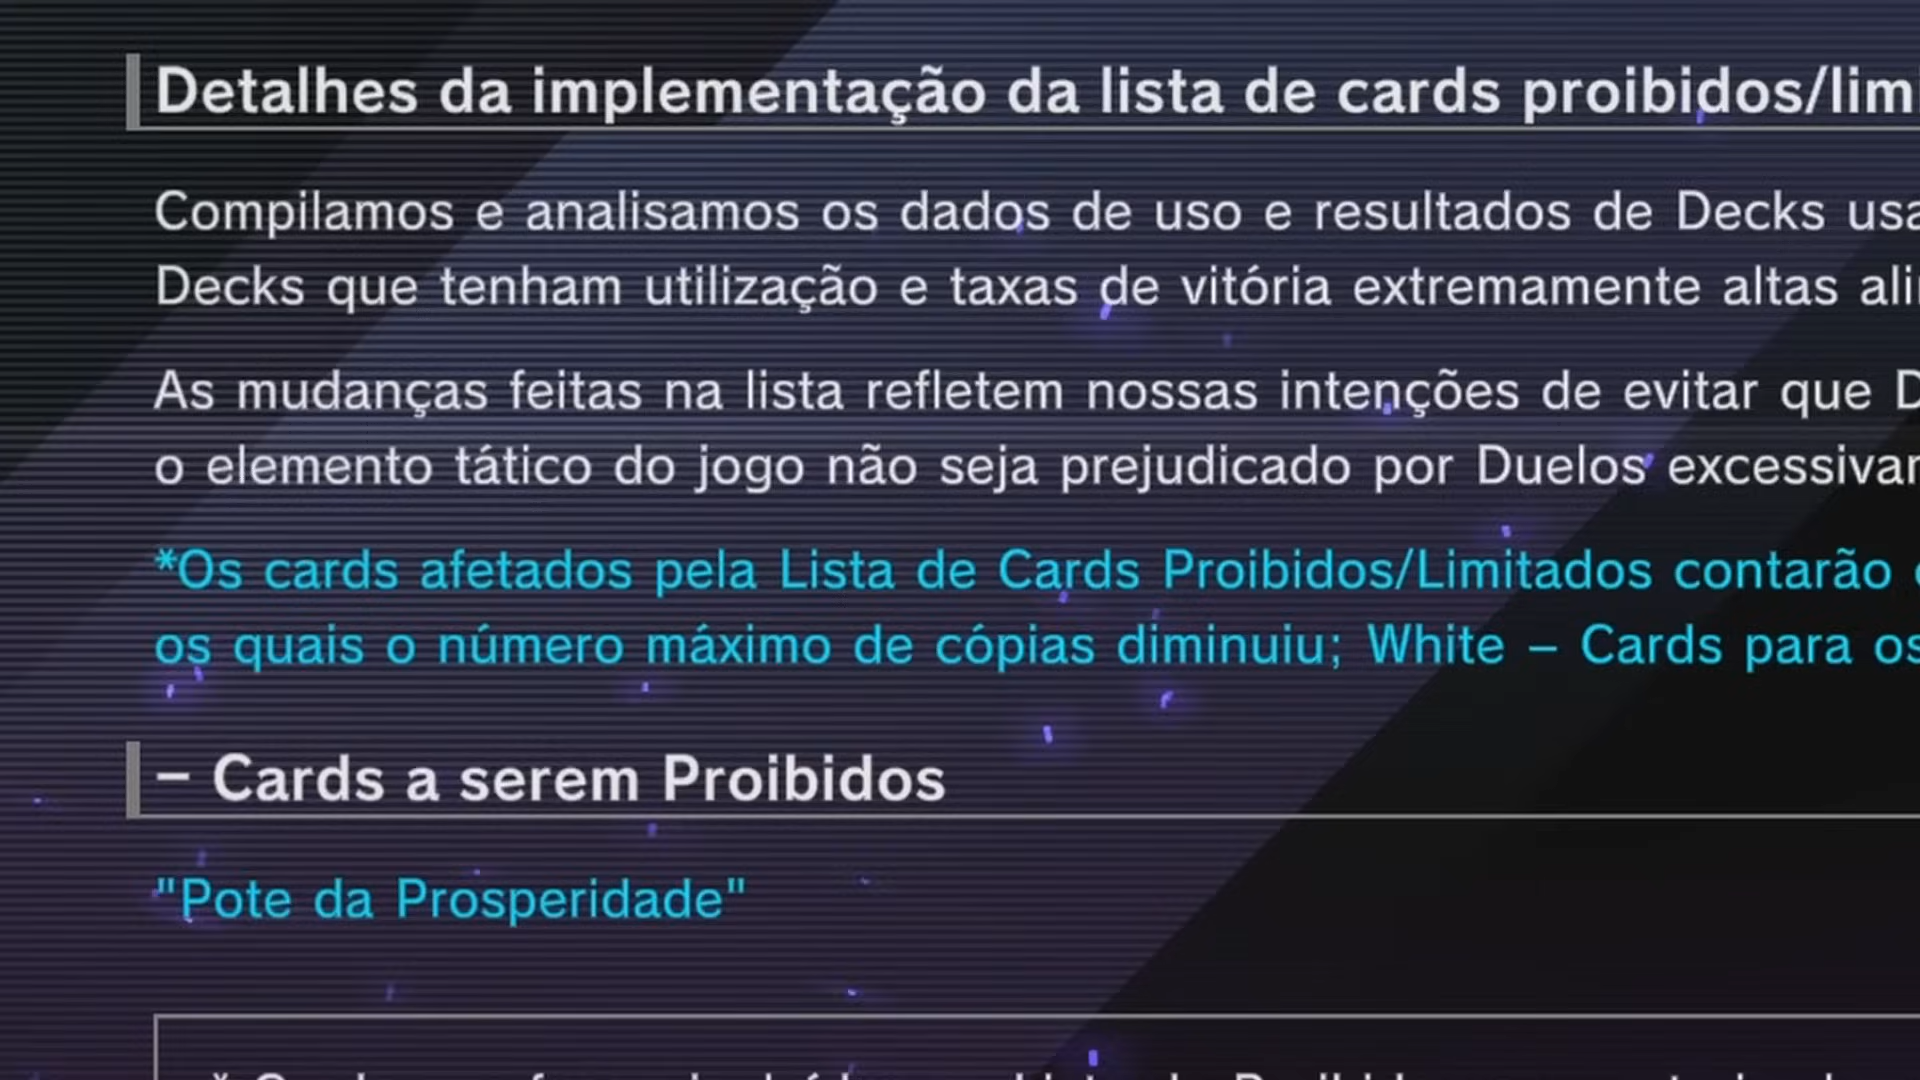 Detalhes da implementação da lista de cards proibidos/lim
Compilamos e analisamos os dados de uso e resultados de Decks usa
Decks que tenham utilização e taxas de vitória extremamente altas ali
As mudanças feitas na lista refletem nossas intenções de evitar que D
o elemento tático do jogo não seja prejudicado por Duelos excessivam
*Os cards afetados pela Lista de Cards Proibidos/Limitados contarão
os quais o número máximo de cópias diminuiu; White – Cards para os
– Cards a serem Proibidos
"Pote da Prosperidade"